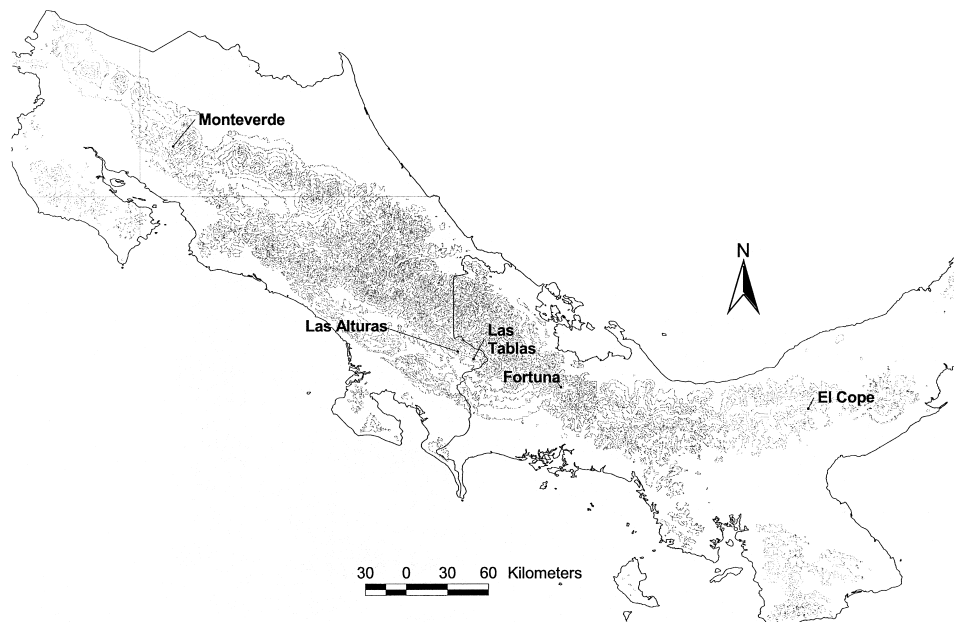 Monteverde
N
Las Alturas
Las
Tablas
Fortuna
El Cope
30 0 30 60 Kilometers